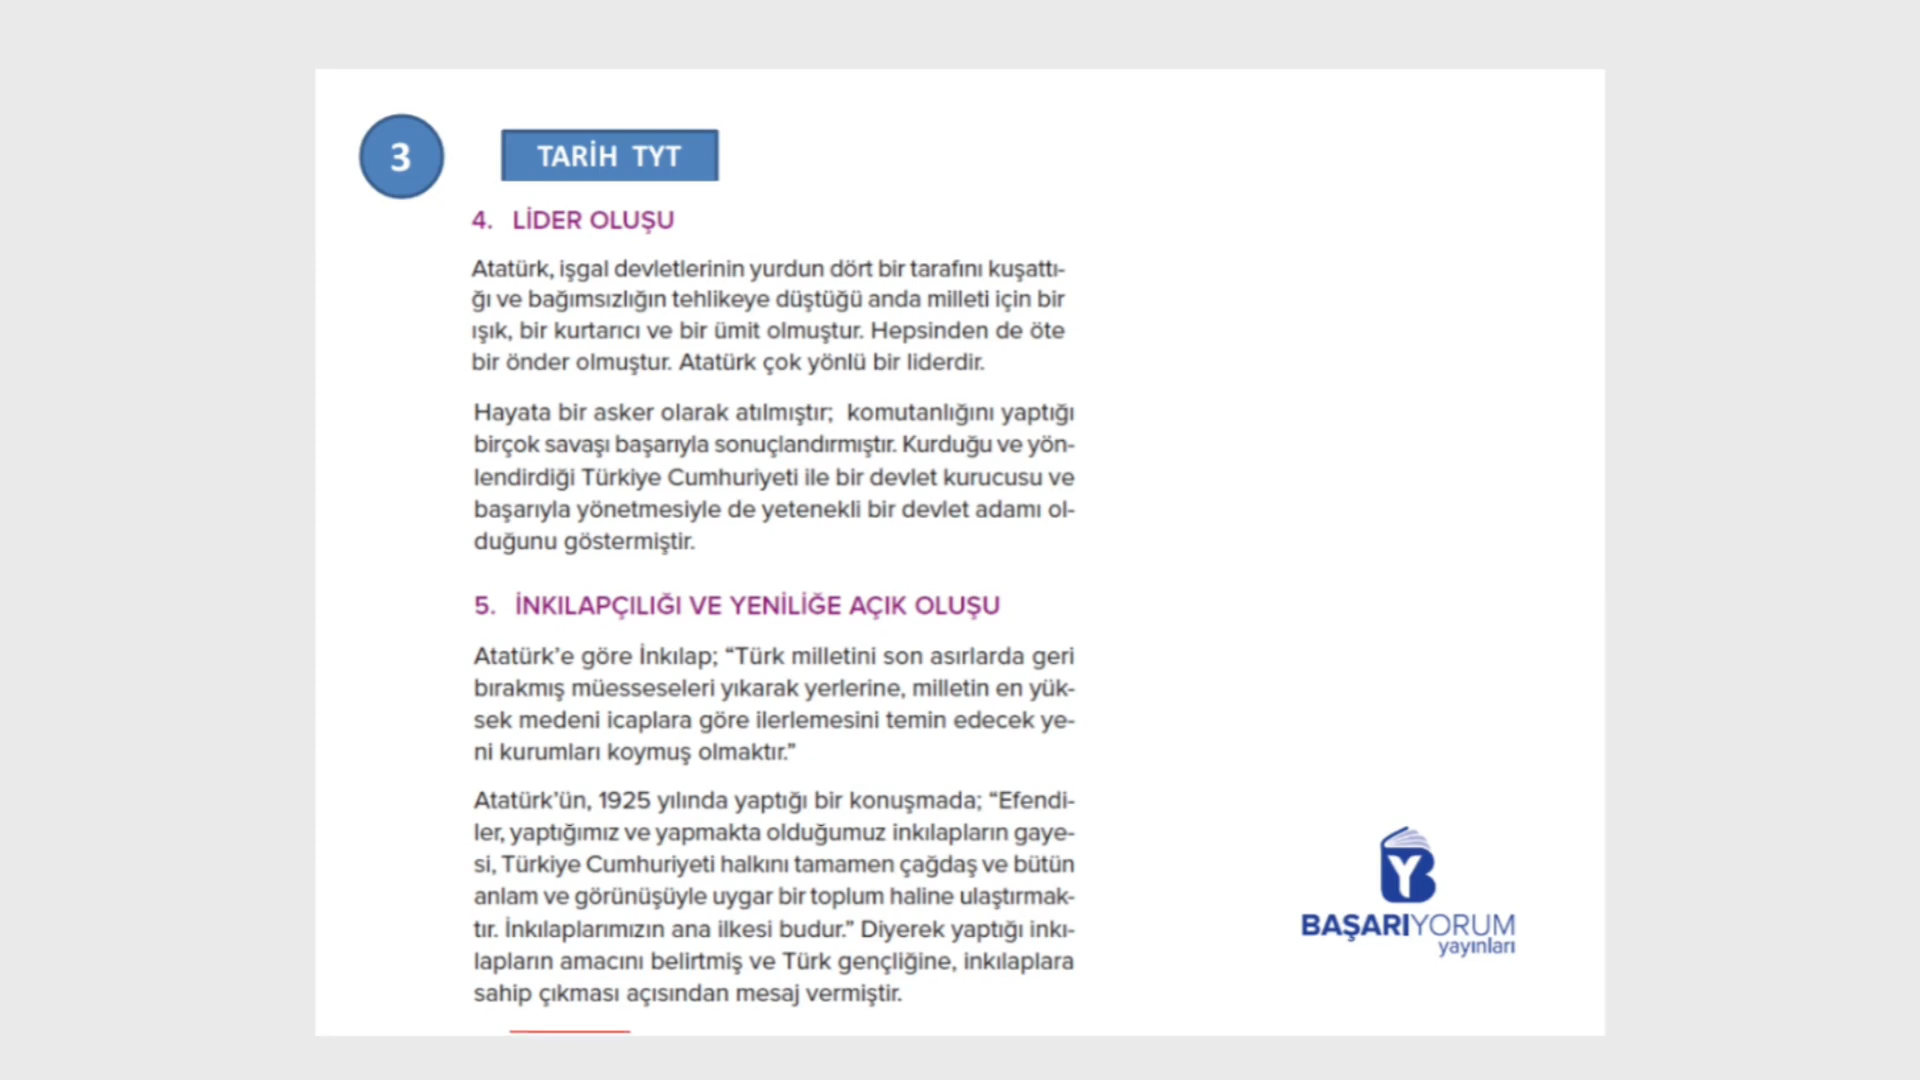 3
TARİH TYT
4. LİDER OLUŞU
Atatürk, işgal devletlerinin yurdun dört bir tarafını kuşattı-
ğı ve bağımsızlığın tehlikeye düştüğü anda milleti için bir
ışık, bir kurtarıcı ve bir ümit olmuştur. Hepsinden de öte
bir önder olmuştur. Atatürk çok yönlü bir liderdir.
Hayata bir asker olarak atılmıştır; komutanlığını yaptığı
birçok savaşı başarıyla sonuçlandırmıştır. Kurduğu ve yön-
lendirdiği Türkiye Cumhuriyeti ile bir devlet kurucusu ve
başarıyla yönetmesiyle de yetenekli bir devlet adamı ol-
duğunu göstermiştir.
5. İNKILAPÇILIĞI VE YENİLİĞE AÇIK OLUŞU
Atatürk’e göre İnkılap; “Türk milletini son asırlarda geri
bırakmış müesseseleri yıkarak yerlerine, milletin en yük-
sek medeni icaplara göre ilerlemesini temin edecek ye-
ni kurumları koymuş olmaktır.”
Atatürk’ün, 1925 yılında yaptığı bir konuşmada; “Efendi-
ler, yaptığımız ve yapmakta olduğumuz inkılapların gaye-
si, Türkiye Cumhuriyeti halkını tamamen çağdaş ve bütün
anlam ve görünüşüyle uygar bir toplum haline ulaştırmak-
tır. İnkılaplarımızın ana ilkesi budur.” Diyerek yaptığı inkı-
lapların amacını belirtmiş ve Türk gençliğine, inkılaplara
sahip çıkması açısından mesaj vermiştir.
BY
BAŞARIYORUM
yayınları